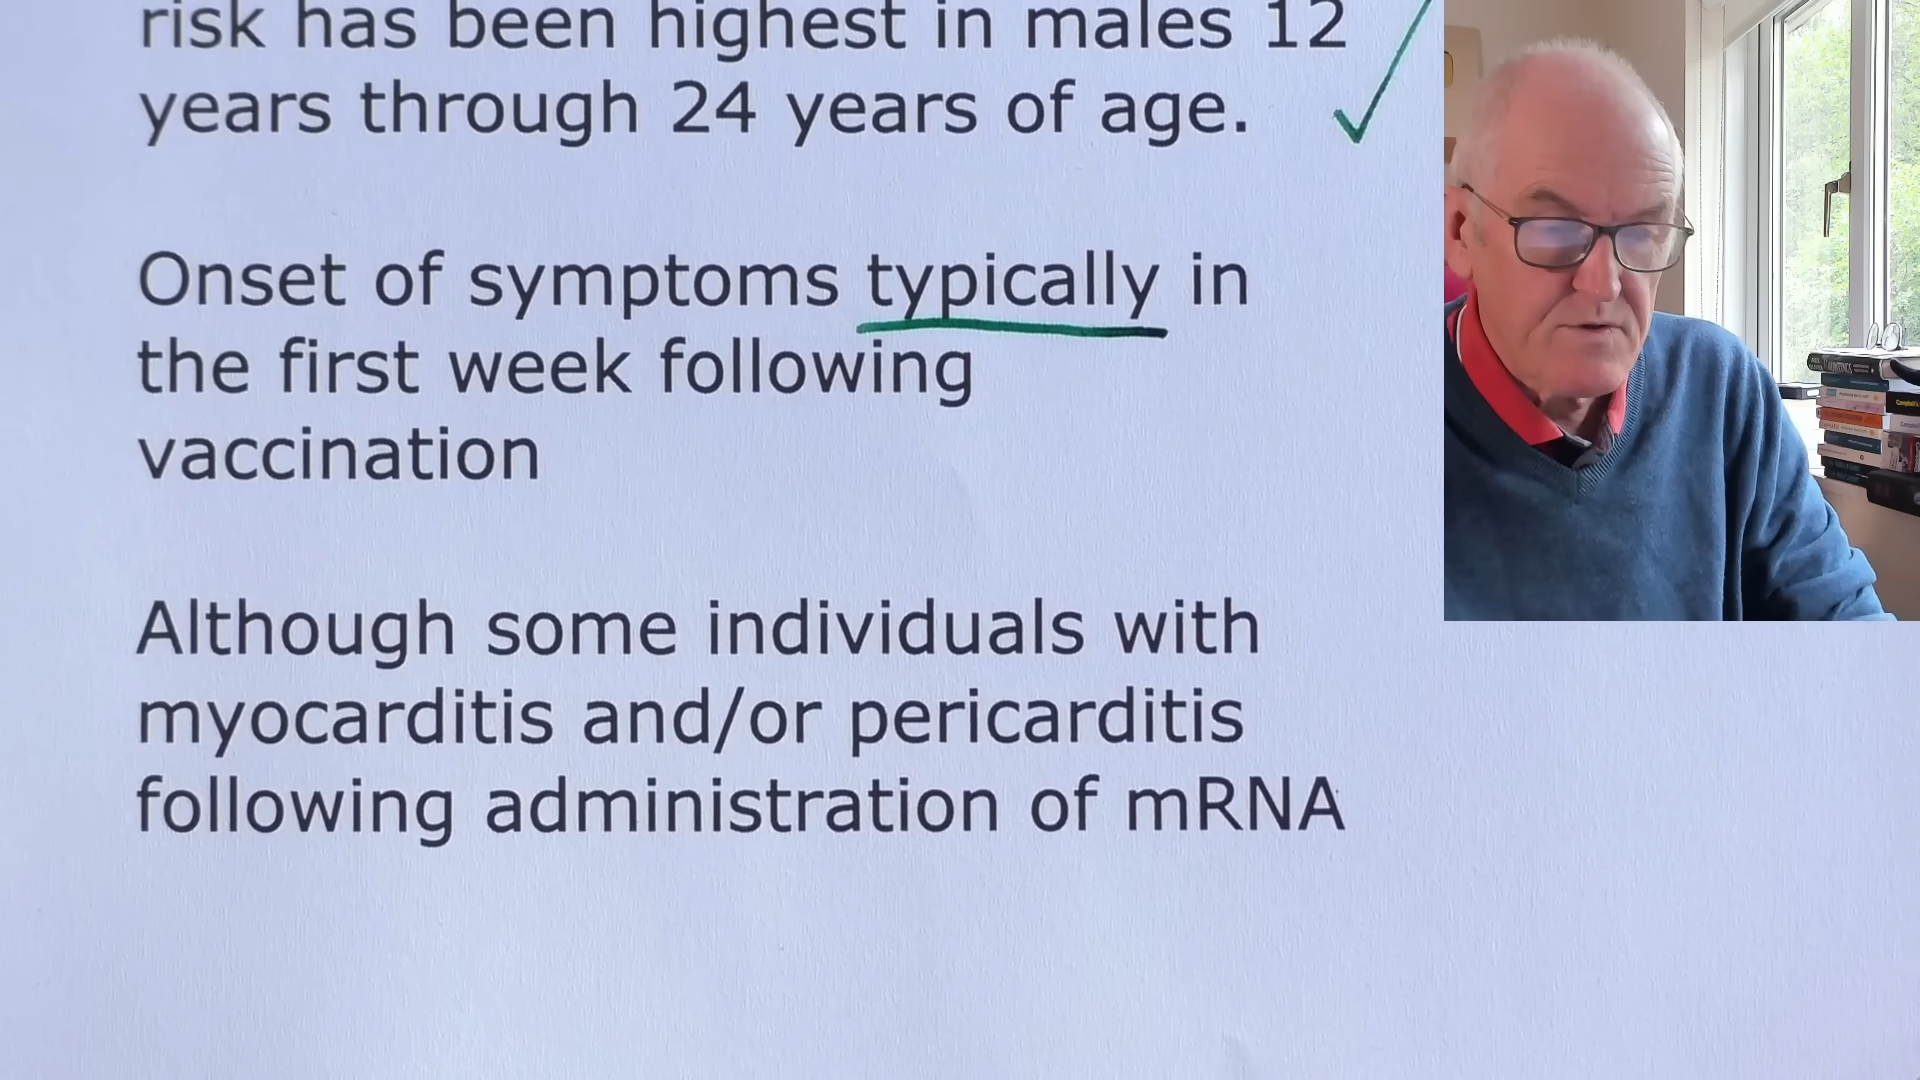 risk has been highest in males 12
years through 24 years of age.
Onset of symptoms typically in
the first week following
vaccination
Although some individuals with
myocarditis and/or pericarditis
following administration of mRNA